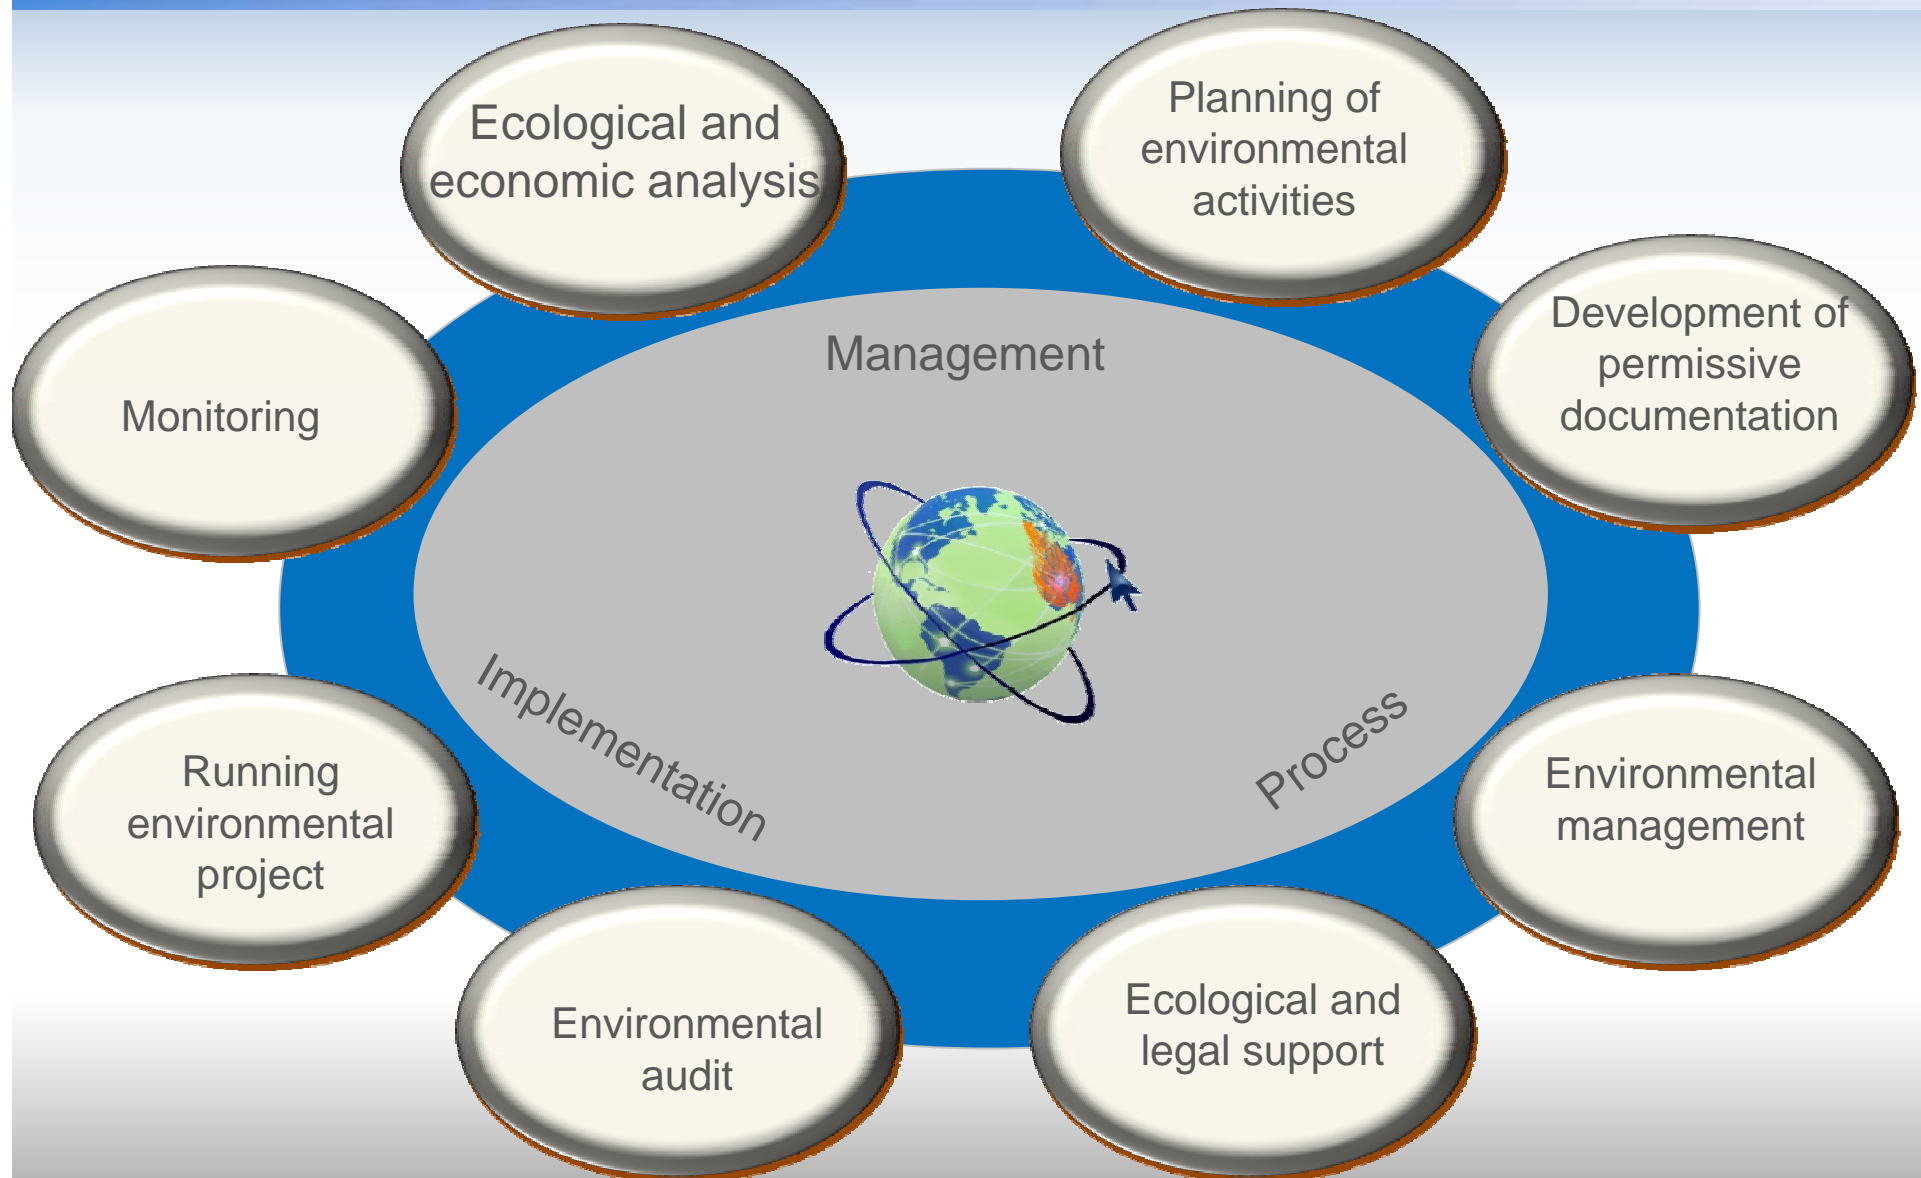 Ecological and
economic analysis
Planning of
environmental
activities
Development of
permissive
documentation
Management
Monitoring
Implementation
Process
Running
environmental
project
Environmental
management
Environmental
audit
Ecological and
legal support